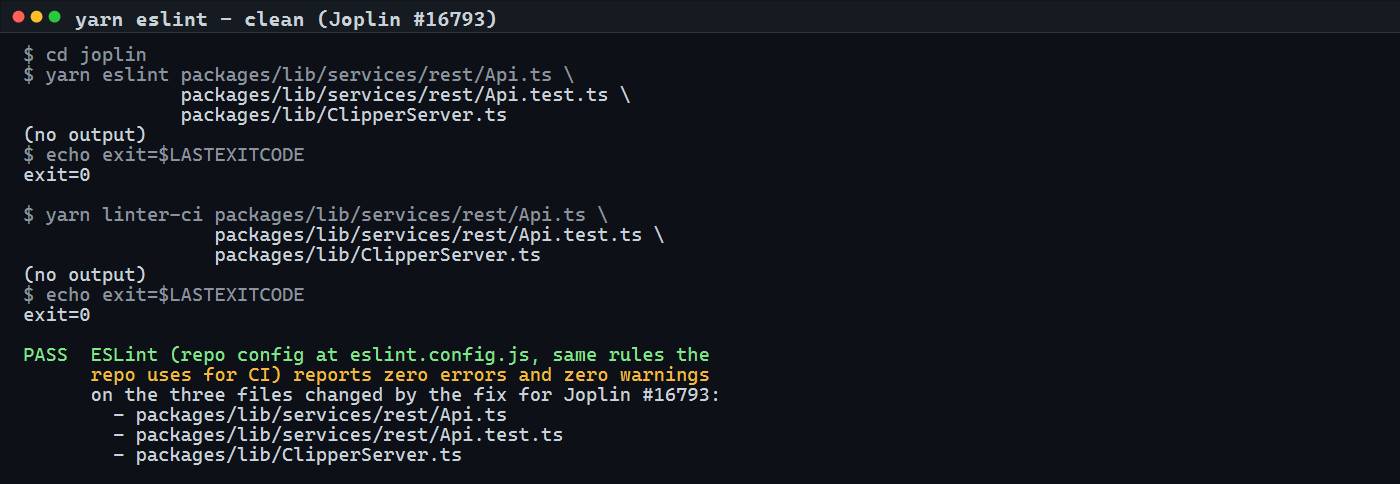 yarn eslint - clean (Joplin #16793)
$ cd joplin
$ yarn eslint packages/lib/services/rest/Api.ts \
packages/lib/services/rest/Api.test.ts \
packages/lib/ClipperServer.ts
(no output)
$ echo exit=$LASTEXITCODE
exit=0
$ yarn linter-ci packages/lib/services/rest/Api.ts \
packages/lib/services/rest/Api.test.ts \
packages/lib/ClipperServer.ts
(no output)
$ echo exit=$LASTEXITCODE
exit=0
PASS  ESLint (repo config at eslint.config.js, same rules the
repo uses for CI) reports zero errors and zero warnings
on the three files changed by the fix for Joplin #16793:
- packages/lib/services/rest/Api.ts
- packages/lib/services/rest/Api.test.ts
- packages/lib/ClipperServer.ts